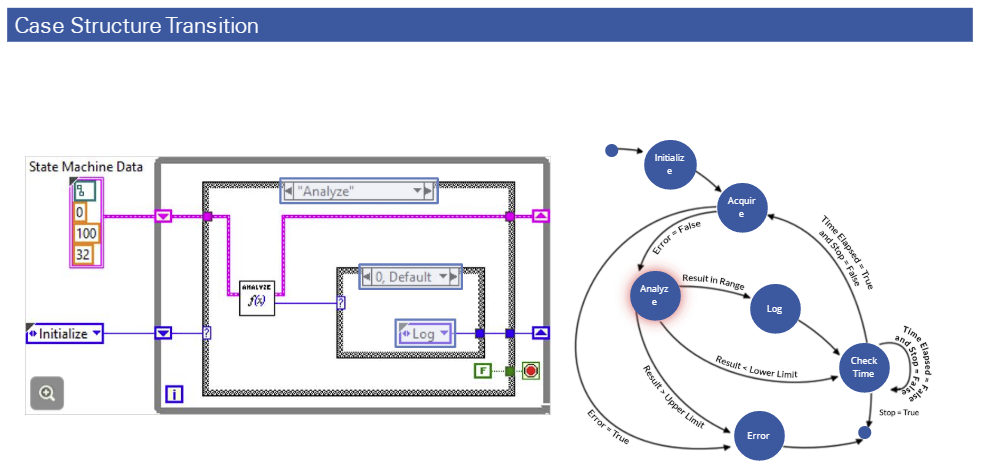 Case Structure Transition
State Machine Data
0
100
32
Initialize
"Analyze"
ANALYZE
f(x)
0, Default
Log
?
?
F
i
Initializ
e
Acquir
e
Error = False
Time Elapsed = True
and Stop = False
Analyz
e
Result in Range
Log
Check
Time
Time Elapsed = False
and Stop = False
Result < Lower Limit
Result > Upper Limit
Stop = True
Error = True
Error